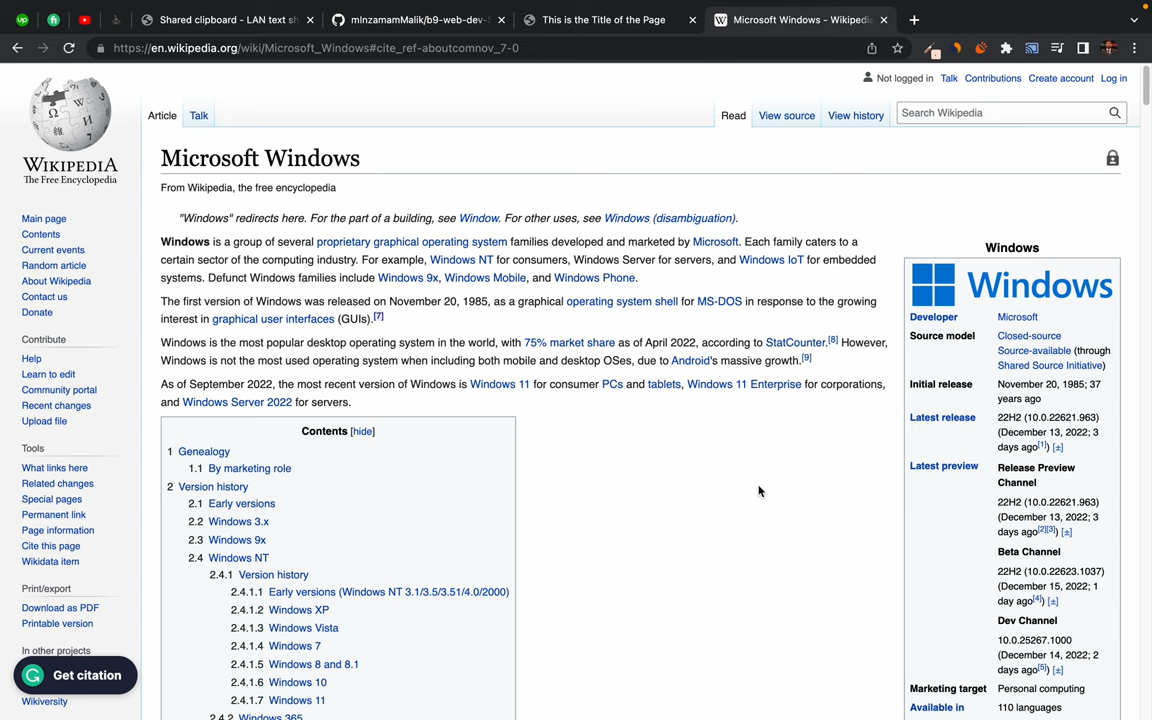 up
fi
Shared clipboard - LAN text sh
mInzamamMalik/b9-web-dev-
This is the Title of the Page
Microsoft Windows - Wikipedia
https://en.wikipedia.org/wiki/Microsoft_Windows#cite_ref-aboutcomnov_7-0
WIKIPEDIA
The Free Encyclopedia
Not logged in Talk Contributions Create account Log in
Article Talk Read View source View history Search Wikipedia
Microsoft Windows
From Wikipedia, the free encyclopedia
Main page
Contents
Current events
Random article
About Wikipedia
Contact us
Donate
Contribute
Help
Learn to edit
Community portal
Recent changes
Upload file
Tools
What links here
Related changes
Special pages
Permanent link
Page information
Cite this page
Wikidata item
Print/export
Download as PDF
Printable version
In other projects
Get citation
Wikiversity
"Windows" redirects here. For the part of a building, see Window. For other uses, see Windows (disambiguation).
Windows is a group of several proprietary graphical operating system families developed and marketed by Microsoft. Each family caters to a
certain sector of the computing industry. For example, Windows NT for consumers, Windows Server for servers, and Windows IoT for embedded
systems. Defunct Windows families include Windows 9x, Windows Mobile, and Windows Phone.
The first version of Windows was released on November 20, 1985, as a graphical operating system shell for MS-DOS in response to the growing
interest in graphical user interfaces (GUIs).[7]
Windows is the most popular desktop operating system in the world, with 75% market share as of April 2022, according to StatCounter.[8] However,
Windows is not the most used operating system when including both mobile and desktop OSes, due to Android's massive growth.[9]
As of September 2022, the most recent version of Windows is Windows 11 for consumer PCs and tablets, Windows 11 Enterprise for corporations,
and Windows Server 2022 for servers.
Contents [hide]
1 Genealogy
1.1 By marketing role
2 Version history
2.1 Early versions
2.2 Windows 3.x
2.3 Windows 9x
2.4 Windows NT
2.4.1 Version history
2.4.1.1 Early versions (Windows NT 3.1/3.5/3.51/4.0/2000)
2.4.1.2 Windows XP
2.4.1.3 Windows Vista
2.4.1.4 Windows 7
2.4.1.5 Windows 8 and 8.1
2.4.1.6 Windows 10
2.4.1.7 Windows 11
2.4.2 Windows 365
Windows
Windows
Developer Microsoft
Source model Closed-source
Source-available (through
Shared Source Initiative)
Initial release November 20, 1985; 37
years ago
Latest release 22H2 (10.0.22621.963)
(December 13, 2022; 3
days ago[1]) [±]
Latest preview Release Preview
Channel
22H2 (10.0.22621.963)
(December 13, 2022; 3
days ago[2][3]) [±]
Beta Channel
22H2 (10.0.22623.1037)
(December 15, 2022; 1
day ago[4]) [±]
Dev Channel
10.0.25267.1000
(December 14, 2022; 2
days ago[5]) [±]
Marketing target Personal computing
Available in 110 languages